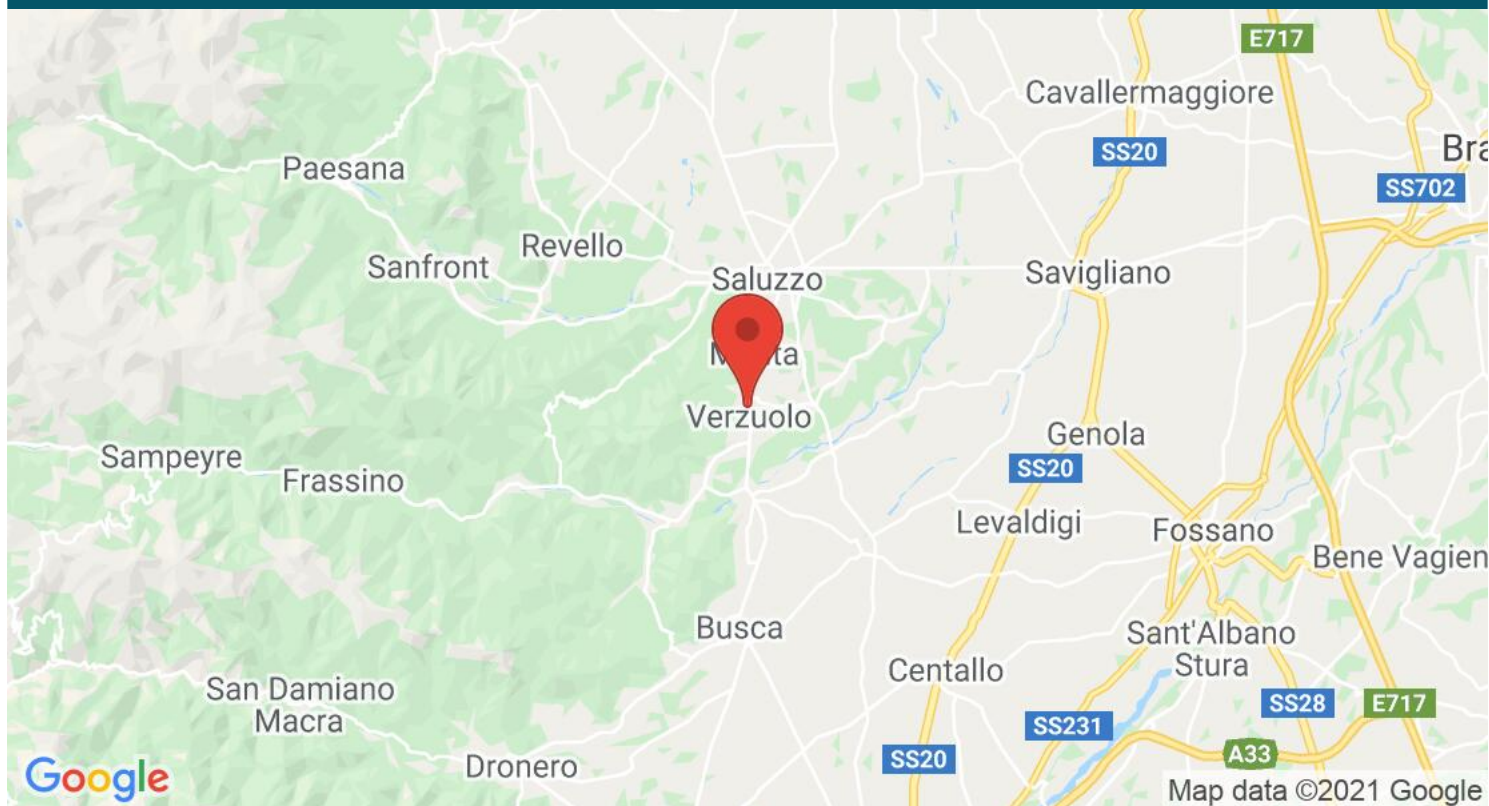 E717
Cavallermaggiore
SS20
Bra
SS702
Paesana
Revello
Sanfront
Saluzzo
Savigliano
Verzuolo
Genola
Sampeyre
SS20
Frassino
Levaldigi
Fossano
Bene Vagien
Busca
Sant'Albano
Stura
Centallo
San Damiano
Macra
SS28
E717
SS231
A33
SS20
Dronero
Google
Map data ©2021 Google